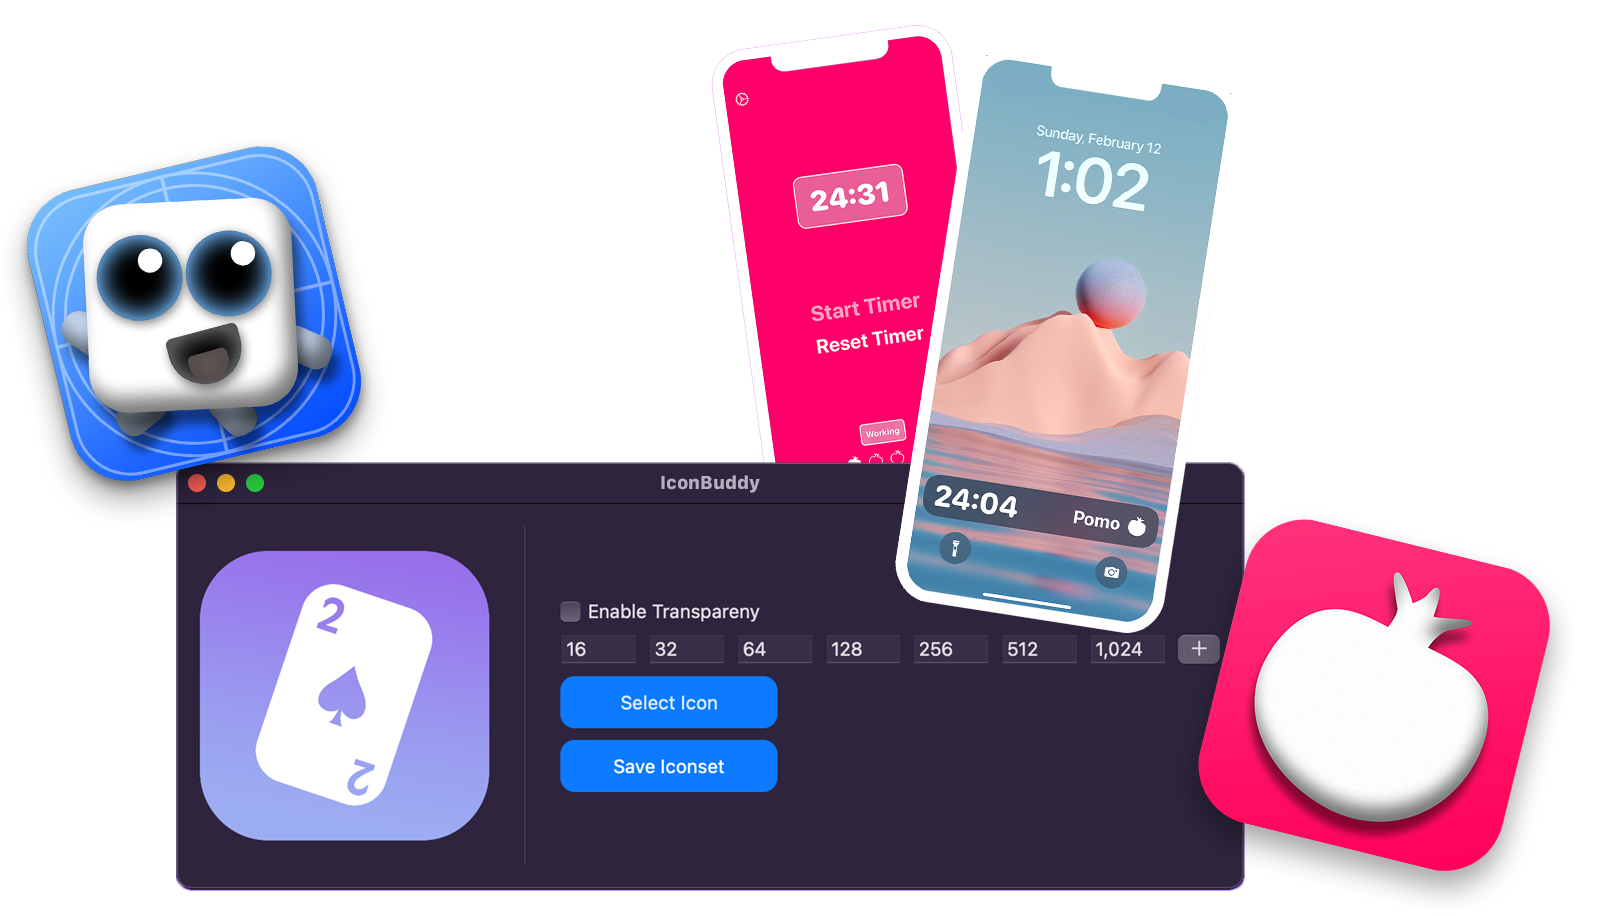 24:31
Start Timer
Reset Timer
Working
Sunday, February 12
1:02
24:04 Pomo
IconBuddy
2
2
Enable Transpareny
16 32 64 128 256 512 1,024 +
Select Icon
Save Iconset